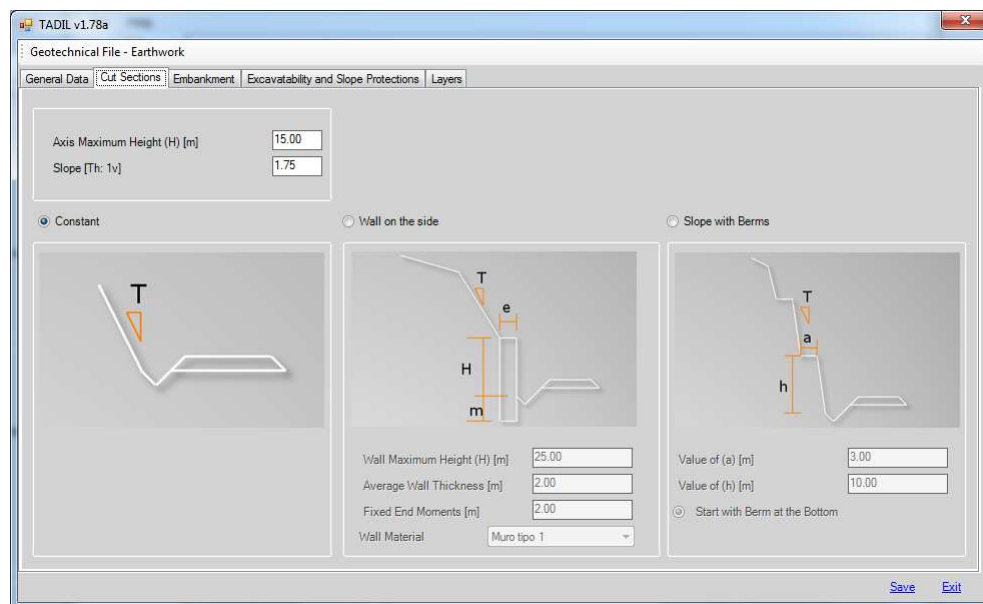 TADIL v1.78a
Geotechnical File - Earthwork
General Data Cut Sections Embankment Excavatability and Slope Protections Layers
Axis Maximum Height (H) [m] 15.00
Slope [Th: 1v] 1.75
Constant Wall on the side Slope with Berms
T
T
e
H
m
T
a
h
Wall Maximum Height (H) [m] 25.00
Average Wall Thickness [m] 2.00
Fixed End Moments [m] 2.00
Wall Material Muro tipo 1
Value of (a) [m] 3.00
Value of (h) [m] 10.00
Start with Berm at the Bottom
Save Exit